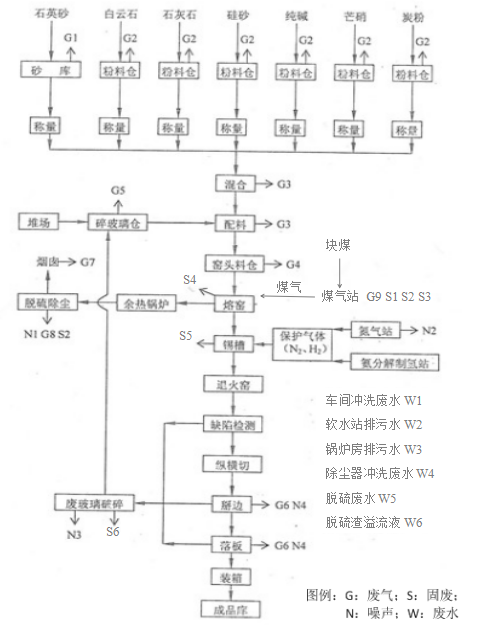 石英砂 白云石 石灰石 硅砂 纯碱 芒硝 炭粉
G1 G2 G2 G2 G2 G2 G2
砂 库 粉料仓 粉料仓 粉料仓 粉料仓 粉料仓 粉料仓
称量 称量 称量 称量 称量 称量 称量
混合 G3
G5
堆场 碎玻璃仓 配料 G3
块煤
烟囱 G7 窑头料仓 G4
S4 煤气 煤气站 G9 S1 S2 S3
脱硫除尘 余热锅炉 熔窑
N1 G8 S2
氮气站 N2
S5 锡槽 保护气体
(N₂、H₂)
氨分解制氢站
退火窑
车间冲洗废水 W1
缺陷检测 软水站排污水 W2
锅炉房排污水 W3
纵横切
除尘器冲洗废水 W4
废玻璃破碎 掰边 G6 N4 脱硫废水 W5
脱硫渣溢流液 W6
N3 S6
落板 G6 N4
装箱
图例：G：废气；S：固废；
成品库 N：噪声；W：废水